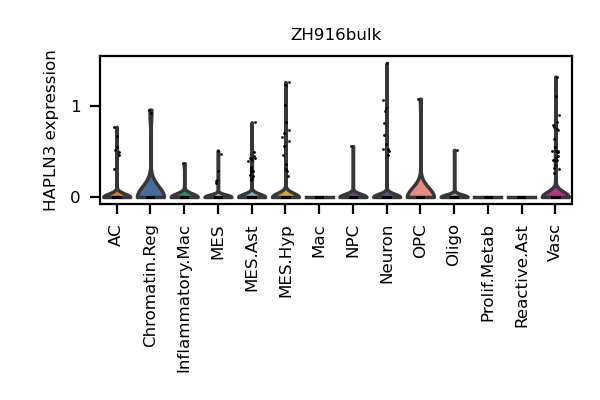 ZH916bulk
HAPLN3 expression
1
0
AC
Chromatin.Reg
Inflammatory.Mac
MES
MES.Ast
MES.Hyp
Mac
NPC
Neuron
OPC
Oligo
Prolif.Metab
Reactive.Ast
Vasc